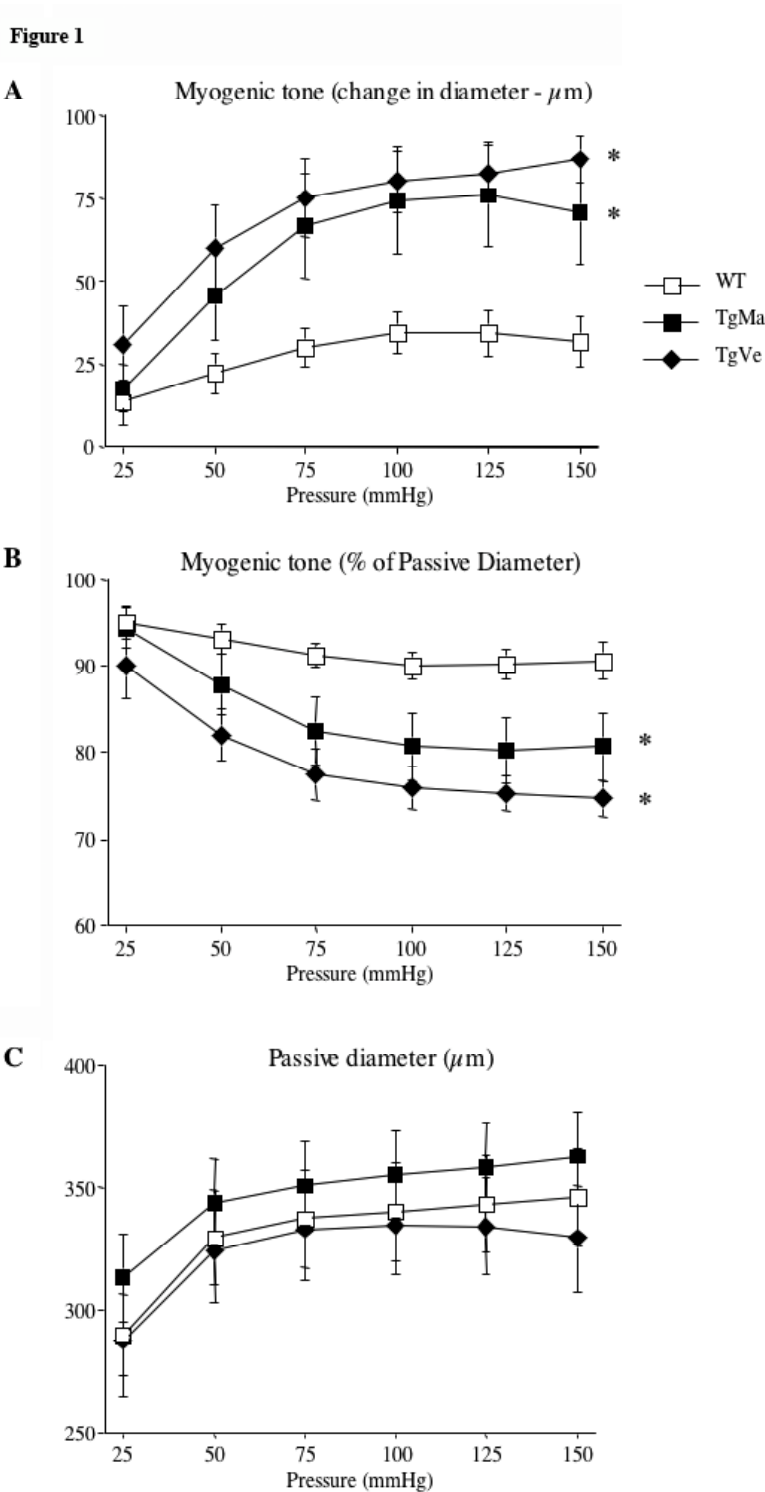 Figure 1
A
Myogenic tone (change in diameter - μm)
100
75
50
25
0
25 50 75 100 125 150
Pressure (mmHg)
*
*
WT
TgMa
TgVe
B
Myogenic tone (% of Passive Diameter)
100
90
80
70
60
25 50 75 100 125 150
Pressure (mmHg)
*
*
C
Passive diameter (μm)
400
350
300
250
25 50 75 100 125 150
Pressure (mmHg)